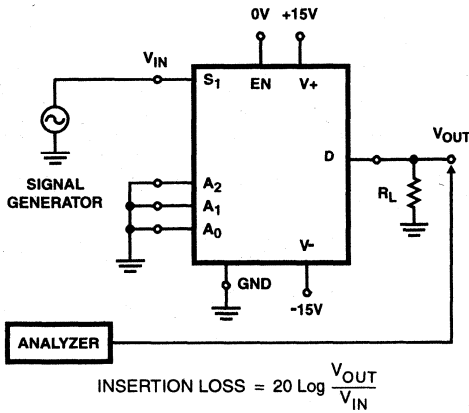 0V +15V
VIN
S1 EN V+
VOUT
D
SIGNAL
GENERATOR
A2
A1
A0
RL
V-
GND
-15V
ANALYZER
INSERTION LOSS = 20 Log VOUT
VIN